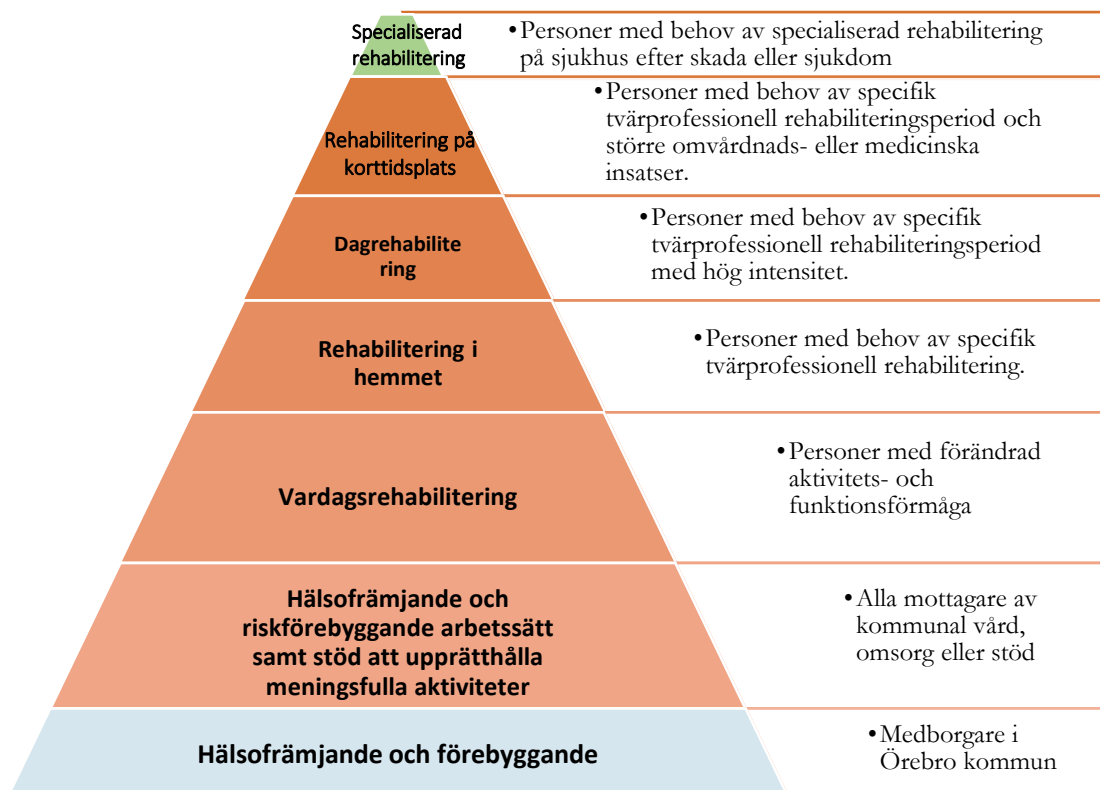 Specialiserad
rehabilitering
•Personer med behov av specialiserad rehabilitering
på sjukhus efter skada eller sjukdom
Rehabilitering på
korttidsplats
•Personer med behov av specifik
tvärprofessionell rehabiliteringsperiod och
större omvårdnads- eller medicinska
insatser.
Dagrehabilite
ring
•Personer med behov av specifik
tvärprofessionell rehabiliteringsperiod
med hög intensitet.
Rehabilitering i
hemmet
•Personer med behov av specifik
tvärprofessionell rehabilitering.
Vardagsrehabilitering
•Personer med förändrad
aktivitets- och
funktionsförmåga
Hälsofrämjande och
riskförebyggande arbetssätt
samt stöd att upprätthålla
meningsfulla aktiviteter
•Alla mottagare av
kommunal vård,
omsorg eller stöd
Hälsofrämjande och förebyggande
•Medborgare i
Örebro kommun